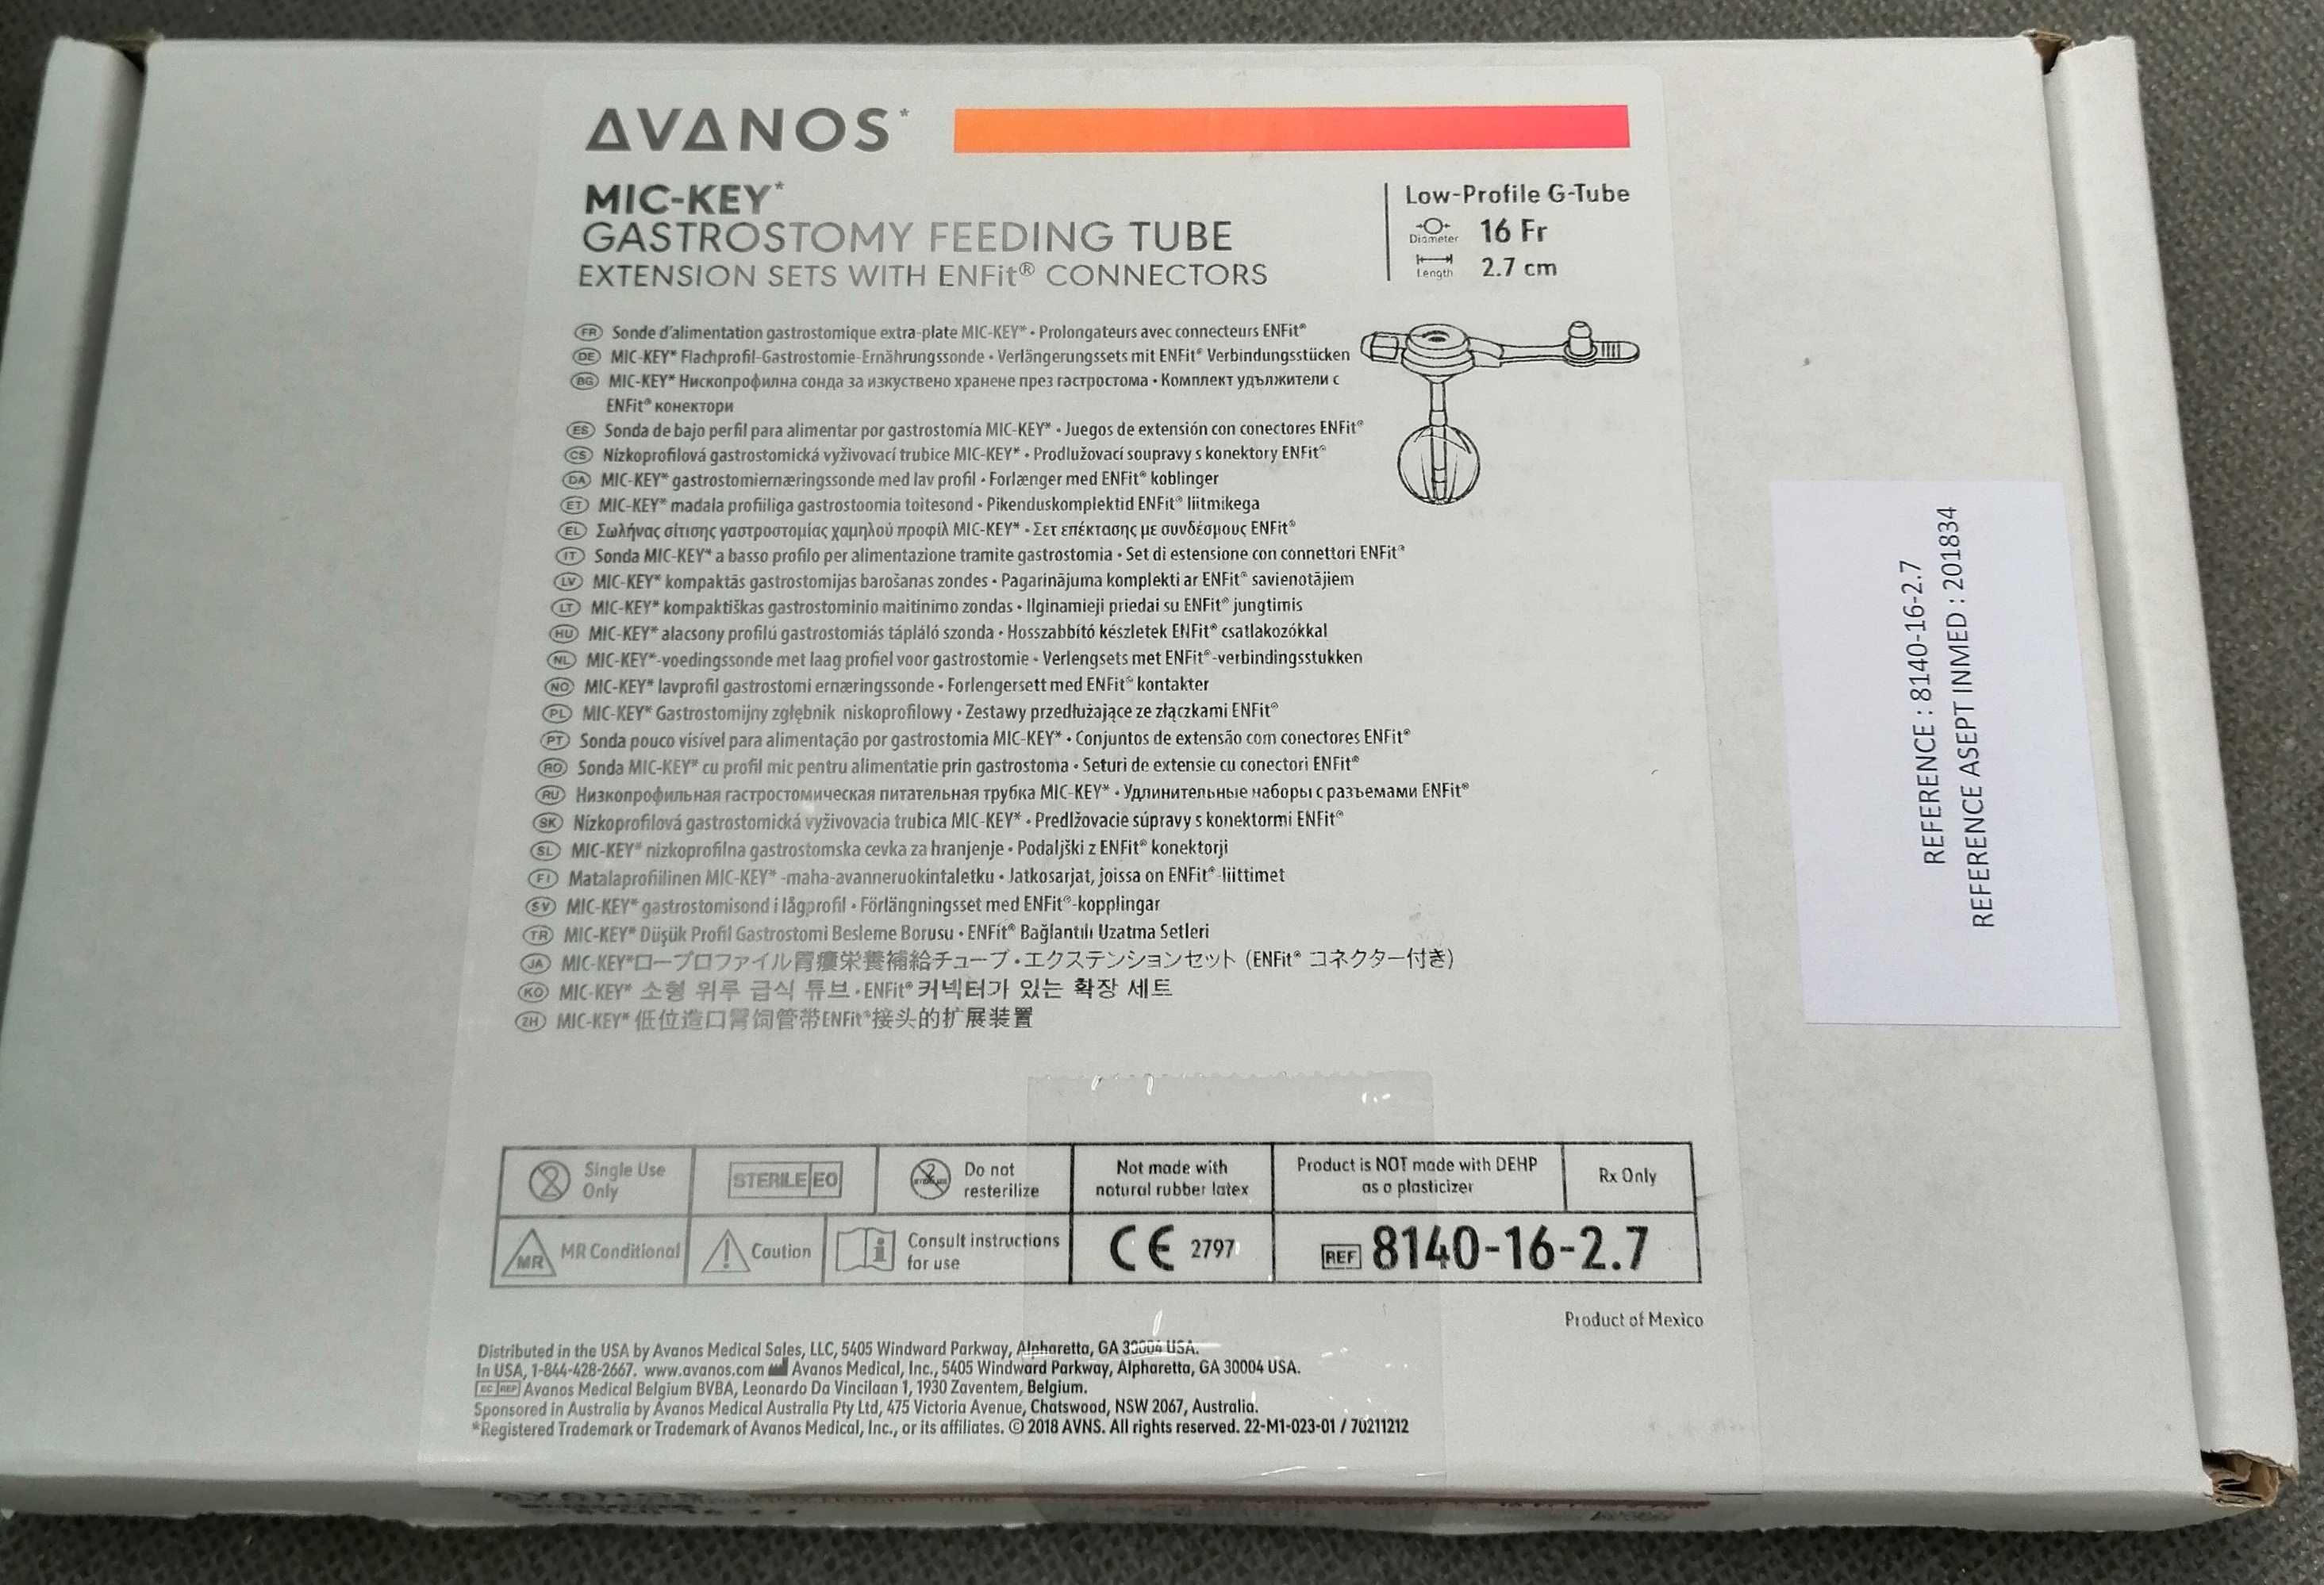 AVANOS*
MIC-KEY*
GASTROSTOMY FEEDING TUBE
EXTENSION SETS WITH ENFit® CONNECTORS
Low-Profile G-Tube
Diameter 16 Fr
Length 2.7 cm
FR Sonde d'alimentation gastrostomique extra-plate MIC-KEY* • Prolongateurs avec connecteurs ENFit®
DE MIC-KEY* Flachprofil-Gastrostomie-Ernährungssonde • Verlängerungssets mit ENFit® Verbindungsstücken
BG MIC-KEY* Нископрофилна сонда за изкуствено хранене през гастростома • Комплект удължители с
ENFit® конектори
ES Sonda de bajo perfil para alimentar por gastrostomía MIC-KEY* • Juegos de extensión con conectores ENFit®
CS Nízkoprofilová gastrostomická vyživovací trubice MIC-KEY* • Prodlužovací soupravy s konektory ENFit®
DA MIC-KEY* gastrostomiernæringssonde med lav profil • Forlænger med ENFit® koblinger
ET MIC-KEY* madala profiiliga gastrostoomia toitesond • Pikenduskomplektid ENFit® liitmikega
EL Σωλήνας σίτισης γαστροστομίας χαμηλού προφίλ MIC-KEY* • Σετ επέκτασης με συνδέσμους ENFit®
IT Sonda MIC-KEY* a basso profilo per alimentazione tramite gastrostomia • Set di estensione con connettori ENFit®
LV MIC-KEY* kompaktās gastrostomijas barošanas zondes • Pagarinājuma komplekti ar ENFit® savienotājiem
LT MIC-KEY* kompaktiškas gastrostominio maitinimo zondas • Ilginamieji priedai su ENFit® jungtimis
HU MIC-KEY* alacsony profilú gastrostomiás tápláló szonda • Hosszabbító készletek ENFit® csatlakozókkal
NL MIC-KEY*-voedingssonde met laag profiel voor gastrostomie • Verlengsets met ENFit®-verbindingsstukken
NO MIC-KEY* lavprofil gastrostomi ernæringssonde • Forlengersett med ENFit® kontakter
PL MIC-KEY* Gastrostomijny zgłębnik niskoprofilowy • Zestawy przedłużające ze złączkami ENFit®
PT Sonda pouco visível para alimentação por gastrostomia MIC-KEY* • Conjuntos de extensão com conectores ENFit®
RO Sonda MIC-KEY* cu profil mic pentru alimentatie prin gastrostoma • Seturi de extensie cu conectori ENFit®
RU Низкопрофильная гастростомическая питательная трубка MIC-KEY* • Удлинительные наборы с разъемами ENFit®
SK Nízkoprofilová gastrostomická vyživovacia trubica MIC-KEY* • Predlžovacie súpravy s konektormi ENFit®
SL MIC-KEY* nizkoprofilna gastrostomska cevka za hranjenje • Podaljški z ENFit® konektorji
FI Matalaprofiilinen MIC-KEY* -maha-avanneruokintaletku • Jatkosarjat, joissa on ENFit®-liittimet
SV MIC-KEY* gastrostomisond i lågprofil • Förlängningsset med ENFit®-kopplingar
TR MIC-KEY* Düşük Profil Gastrostomi Besleme Borusu • ENFit® Bağlantılı Uzatma Setleri
JA MIC-KEY*ロープロファイル胃瘻栄養補給チューブ・エクステンションセット (ENFit® コネクター付き)
KO MIC-KEY* 소형 위루 급식 튜브 • ENFit® 커넥터가 있는 확장 세트
ZH MIC-KEY* 低位造口胃饲管带ENFit®接头的扩展装置
REFERENCE : 8140-16-2.7
REFERENCE ASEPT INMED : 201834
Single Use
Only
STERILE EO
Do not
resterilize
Not made with
natural rubber latex
Product is NOT made with DEHP
as a plasticizer
Rx Only
MR MR Conditional
Caution
Consult instructions
for use
CE 2797
REF 8140-16-2.7
Product of Mexico
Distributed in the USA by Avanos Medical Sales, LLC, 5405 Windward Parkway, Alpharetta, GA 30004 USA.
In USA, 1-844-428-2667. www.avanos.com Avanos Medical, Inc., 5405 Windward Parkway, Alpharetta, GA 30004 USA.
EC REP Avanos Medical Belgium BVBA, Leonardo Da Vincilaan 1, 1930 Zaventem, Belgium.
Sponsored in Australia by Avanos Medical Australia Pty Ltd, 475 Victoria Avenue, Chatswood, NSW 2067, Australia.
*Registered Trademark or Trademark of Avanos Medical, Inc., or its affiliates. © 2018 AVNS. All rights reserved. 22-M1-023-01 / 70211212